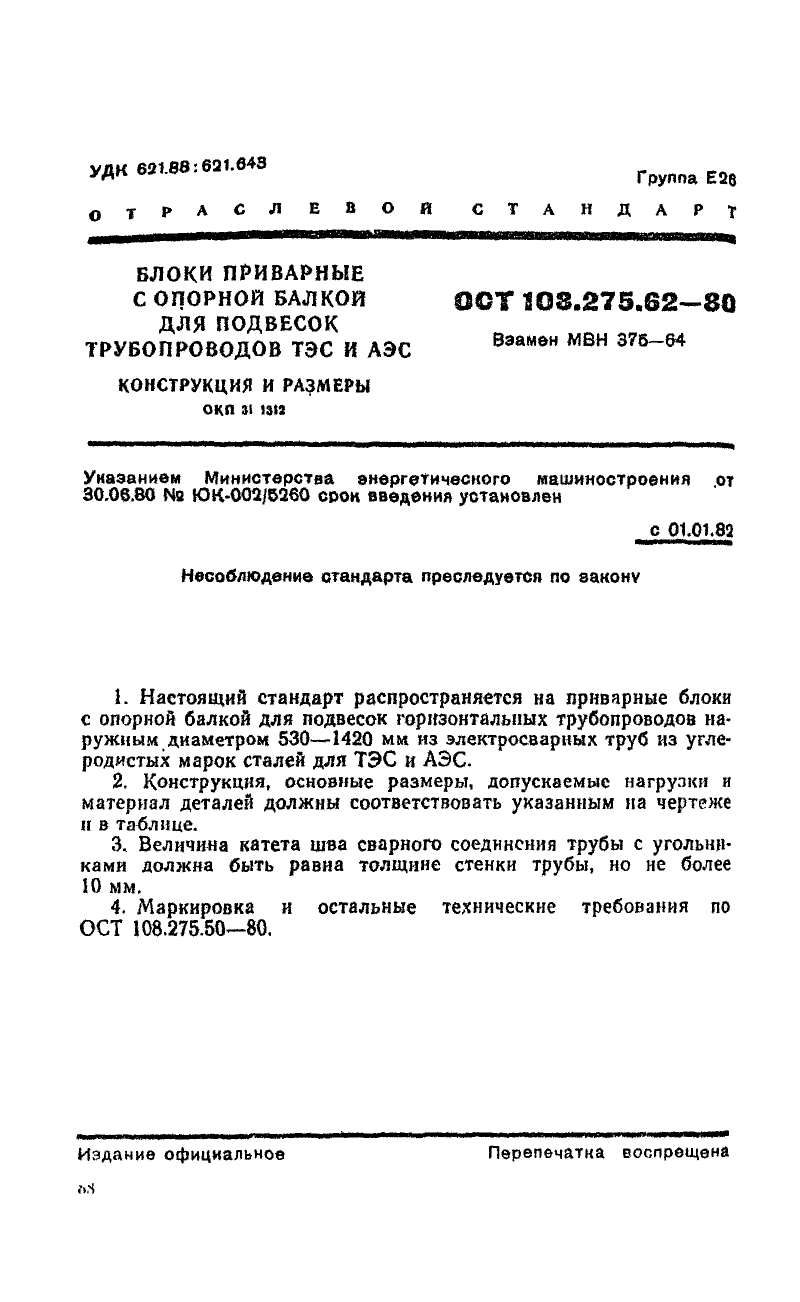 УДК 621.88:621.643
Группа Е26
ОТРАСЛЕВОЙ СТАНДАРТ
БЛОКИ ПРИВАРНЫЕ
С ОПОРНОЙ БАЛКОЙ
ДЛЯ ПОДВЕСОК
ТРУБОПРОВОДОВ ТЭС И АЭС
КОНСТРУКЦИЯ И РАЗМЕРЫ
ОКП 31 1312
ОСТ 108.275.62—80
Взамен МВН 375—64
Указанием Министерства энергетического машиностроения от
30.06.80 № ЮК-002/5260 срок введения установлен
с 01.01.82
Несоблюдение стандарта преследуется по закону
1. Настоящий стандарт распространяется на приварные блоки
с опорной балкой для подвесок горизонтальных трубопроводов на-
ружным диаметром 530—1420 мм из электросварных труб из угле-
родистых марок сталей для ТЭС и АЭС.
2. Конструкция, основные размеры, допускаемые нагрузки и
материал деталей должны соответствовать указанным на чертеже
и в таблице.
3. Величина катета шва сварного соединения трубы с угольни-
ками должна быть равна толщине стенки трубы, но не более
10 мм.
4. Маркировка и остальные технические требования по
ОСТ 108.275.50—80.
Издание официальное
Перепечатка воспрещена
68